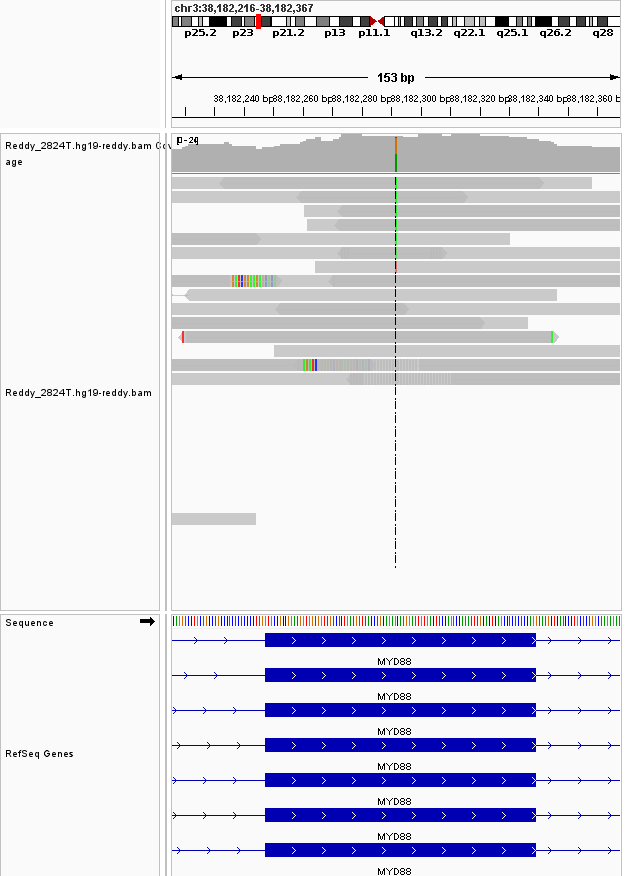 chr3:38,182,216-38,182,367
p25.2 p23 p21.2 p13 p11.1 q13.2 q22.1 q25.1 q26.2 q28
153 bp
38,182,240 bp 38,182,260 bp 38,182,280 bp 38,182,300 bp 38,182,320 bp 38,182,340 bp 38,182,360 b
Reddy_2824T.hg19-reddy.bam Cov
age
Reddy_2824T.hg19-reddy.bam
Sequence
MYD88
MYD88
MYD88
MYD88
RefSeq Genes
MYD88
MYD88
MYD88